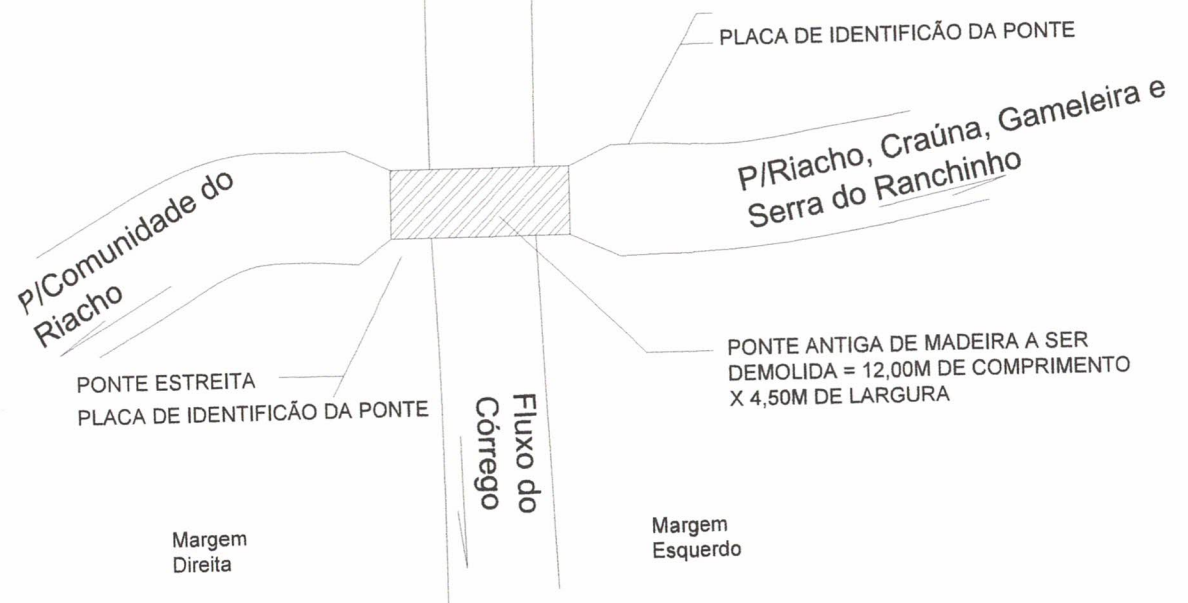 PLACA DE IDENTIFICÃO DA PONTE
P/Riacho, Craúna, Gameleira e
Serra do Ranchinho
P/Comunidade do
Riacho
PONTE ESTREITA
PLACA DE IDENTIFICÃO DA PONTE
PONTE ANTIGA DE MADEIRA A SER
DEMOLIDA = 12,00M DE COMPRIMENTO
X 4,50M DE LARGURA
Fluxo do
Córrego
Margem
Direita
Margem
Esquerdo